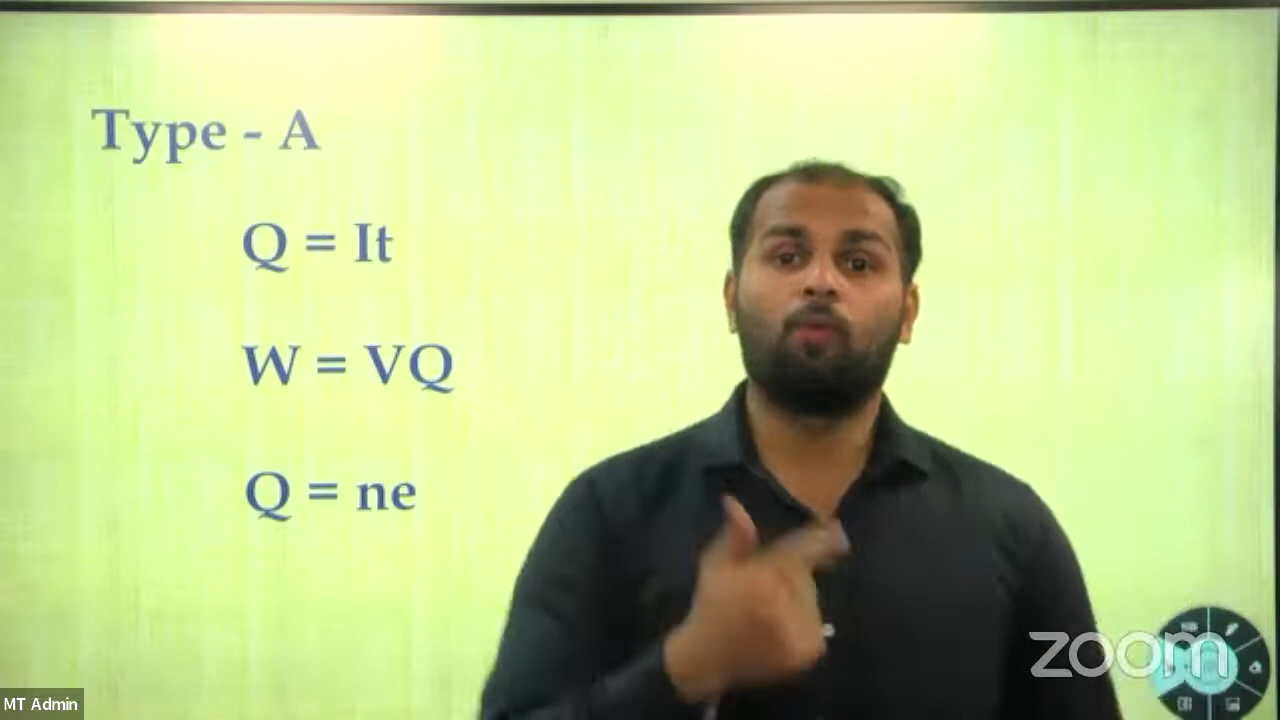 Type - A
Q = It
W = VQ
Q = ne
zoom
MT Admin